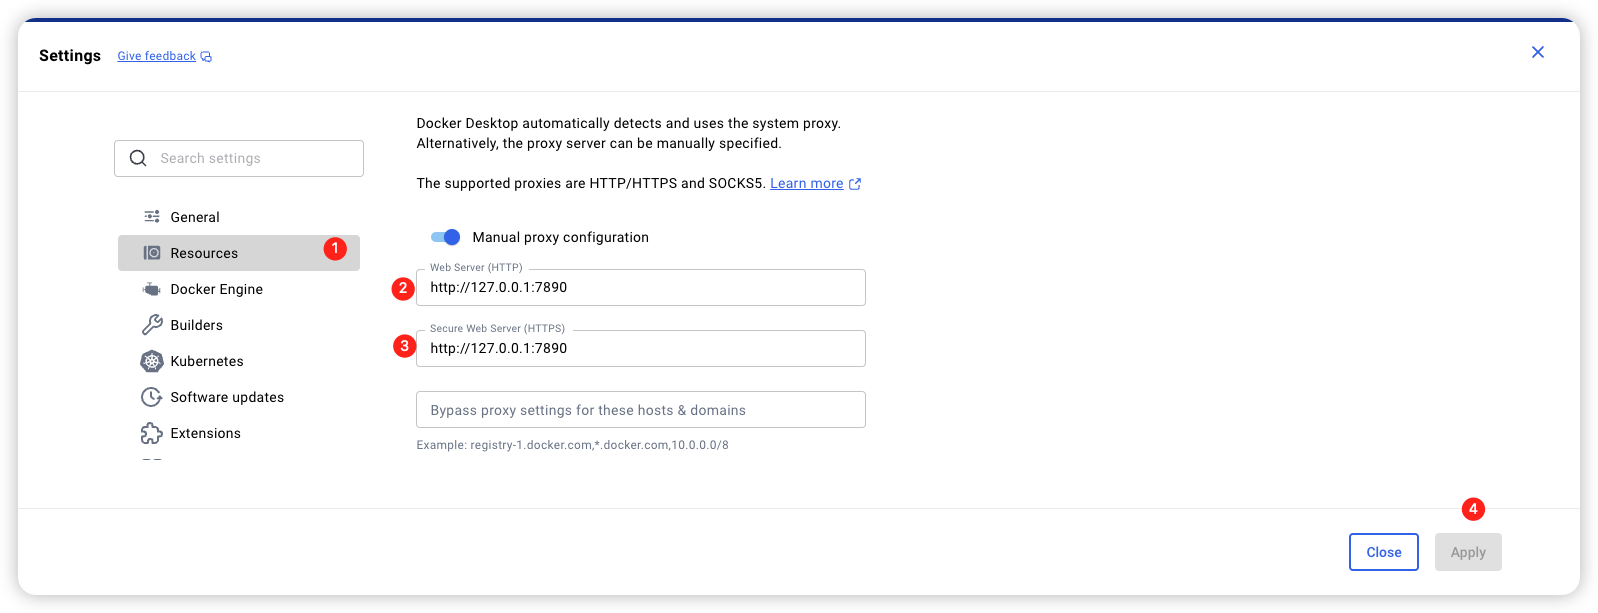 Settings Give feedback
Docker Desktop automatically detects and uses the system proxy.
Alternatively, the proxy server can be manually specified.
Search settings
The supported proxies are HTTP/HTTPS and SOCKS5. Learn more
General
Resources
1
Docker Engine
Builders
Kubernetes
Software updates
Extensions
Manual proxy configuration
Web Server (HTTP)
2
http://127.0.0.1:7890
Secure Web Server (HTTPS)
3
http://127.0.0.1:7890
Bypass proxy settings for these hosts & domains
Example: registry-1.docker.com,*.docker.com,10.0.0.0/8
4
Close
Apply